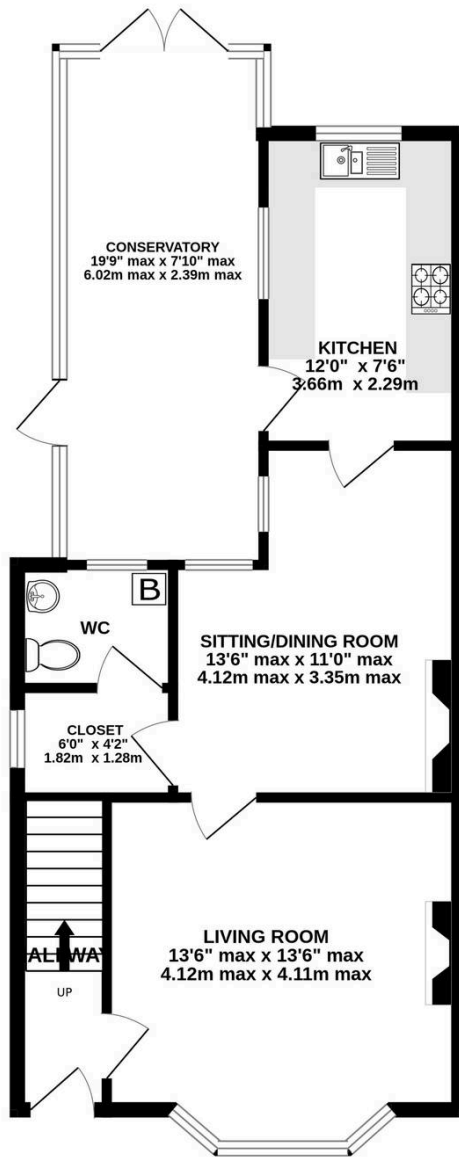 CONSERVATORY
19'9" max x 7'10" max
6.02m max x 2.39m max
KITCHEN
12'0" x 7'6"
3.66m x 2.29m
B
WC
SITTING/DINING ROOM
13'6" max x 11'0" max
4.12m max x 3.35m max
CLOSET
6'0" x 4'2"
1.82m x 1.28m
LIVING ROOM
13'6" max x 13'6" max
4.12m max x 4.11m max
UP